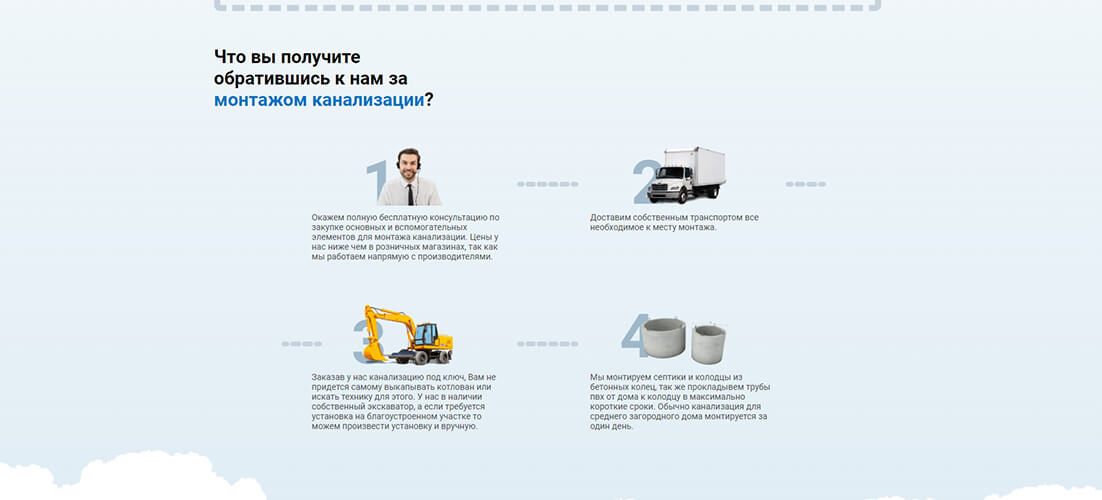 Что вы получите
обратившись к нам за
монтажом канализации?
1
Окажем полную бесплатную консультацию по
закупке основных и вспомогательных
элементов для монтажа канализации. Цены у
нас ниже чем в розничных магазинах, так как
мы работаем напрямую с производителями.
2
Доставим собственным транспортом все
необходимое к месту монтажа.
3
Заказав у нас канализацию под ключ, Вам не
придется самому выкапывать котлован или
искать технику для этого. У нас в наличии
собственный экскаватор, а если требуется
установка на благоустроенном участке то
можем произвести установку и вручную.
4
Мы монтируем септики и колодцы из
бетонных колец, так же прокладывем трубы
пвх от дома к колодцу в максимально
короткие сроки. Обычно канализация для
среднего загородного дома монтируется за
один день.